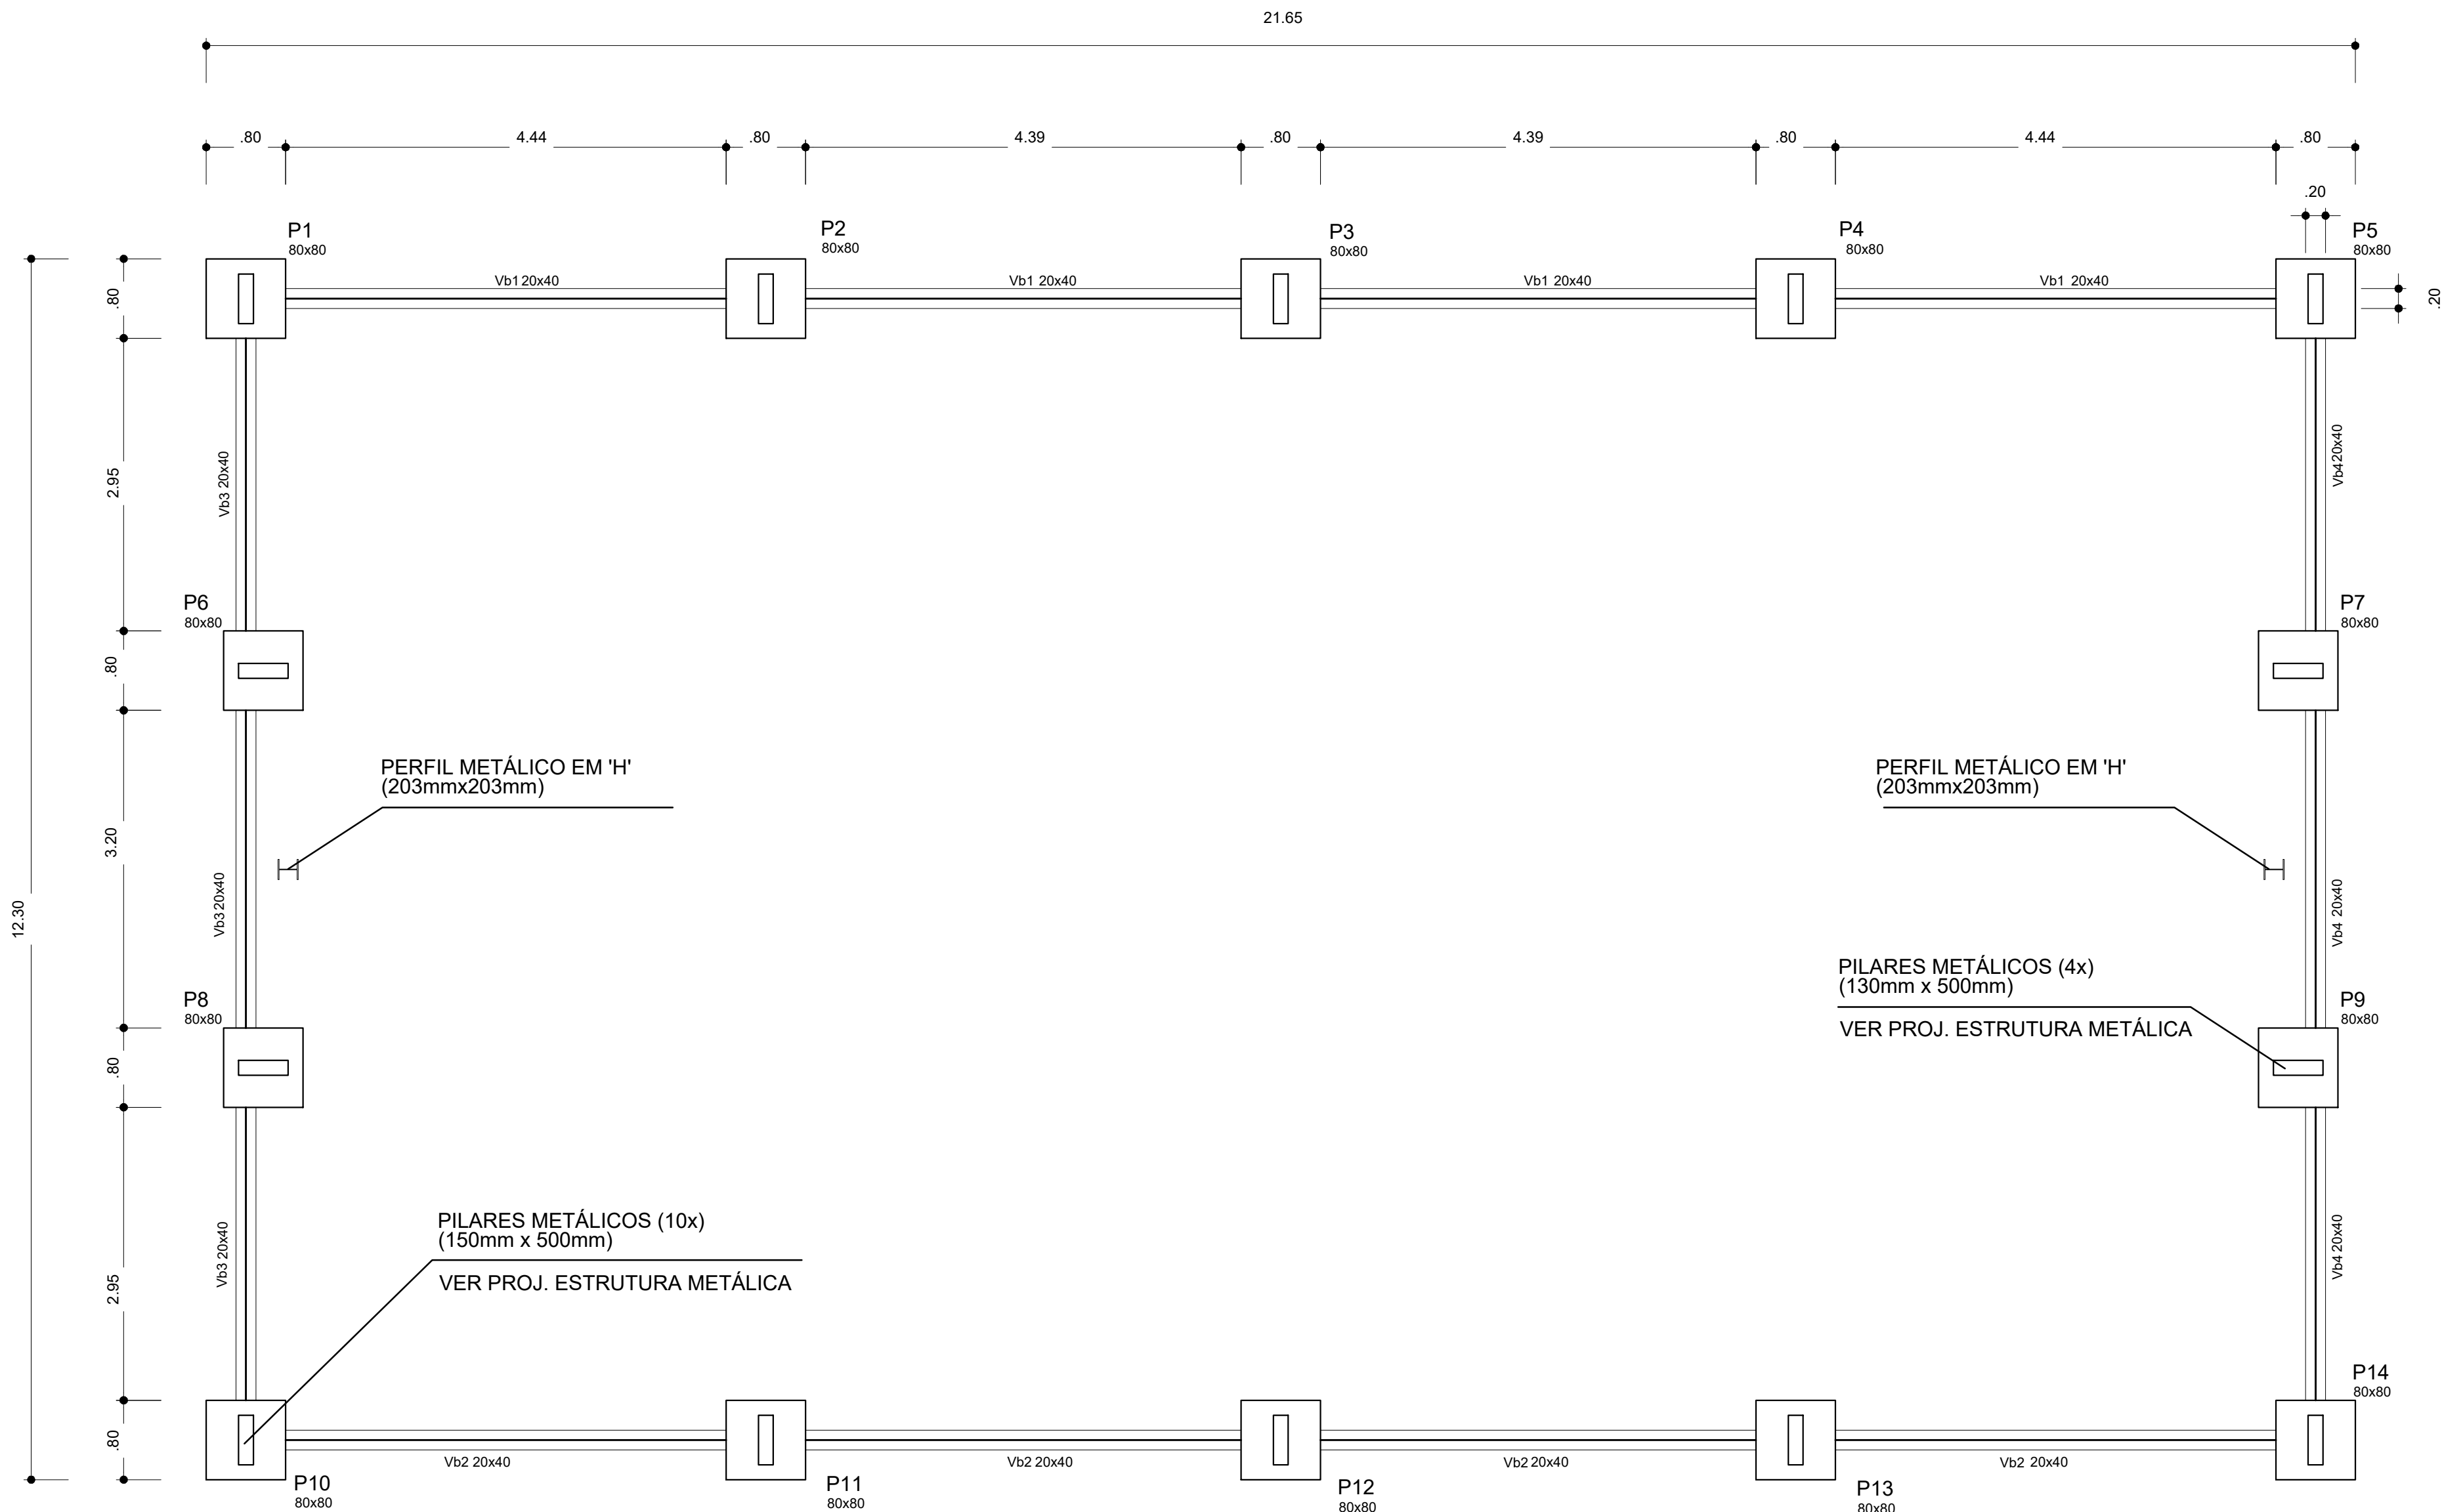 21.65
.80 4.44 .80 4.39 .80 4.39 .80 4.44 .80
.20
P1
80x80
P2
80x80
P3
80x80
P4
80x80
P5
80x80
Vb1 20x40
Vb1 20x40
Vb1 20x40
Vb1 20x40
.20
.80
2.95
Vb3 20x40
Vb4 20x40
P6
80x80
P7
80x80
.80
PERFIL METÁLICO EM 'H'
(203mmx203mm)
PERFIL METÁLICO EM 'H'
(203mmx203mm)
3.20
12.30
Vb3 20x40
Vb4 20x40
PILARES METÁLICOS (4x)
(130mm x 500mm)
VER PROJ. ESTRUTURA METÁLICA
P8
80x80
P9
80x80
.80
PILARES METÁLICOS (10x)
(150mm x 500mm)
VER PROJ. ESTRUTURA METÁLICA
2.95
Vb3 20x40
Vb4 20x40
P14
80x80
.80
Vb2 20x40
Vb2 20x40
Vb2 20x40
Vb2 20x40
P10
80x80
P11
80x80
P12
80x80
P13
80x80